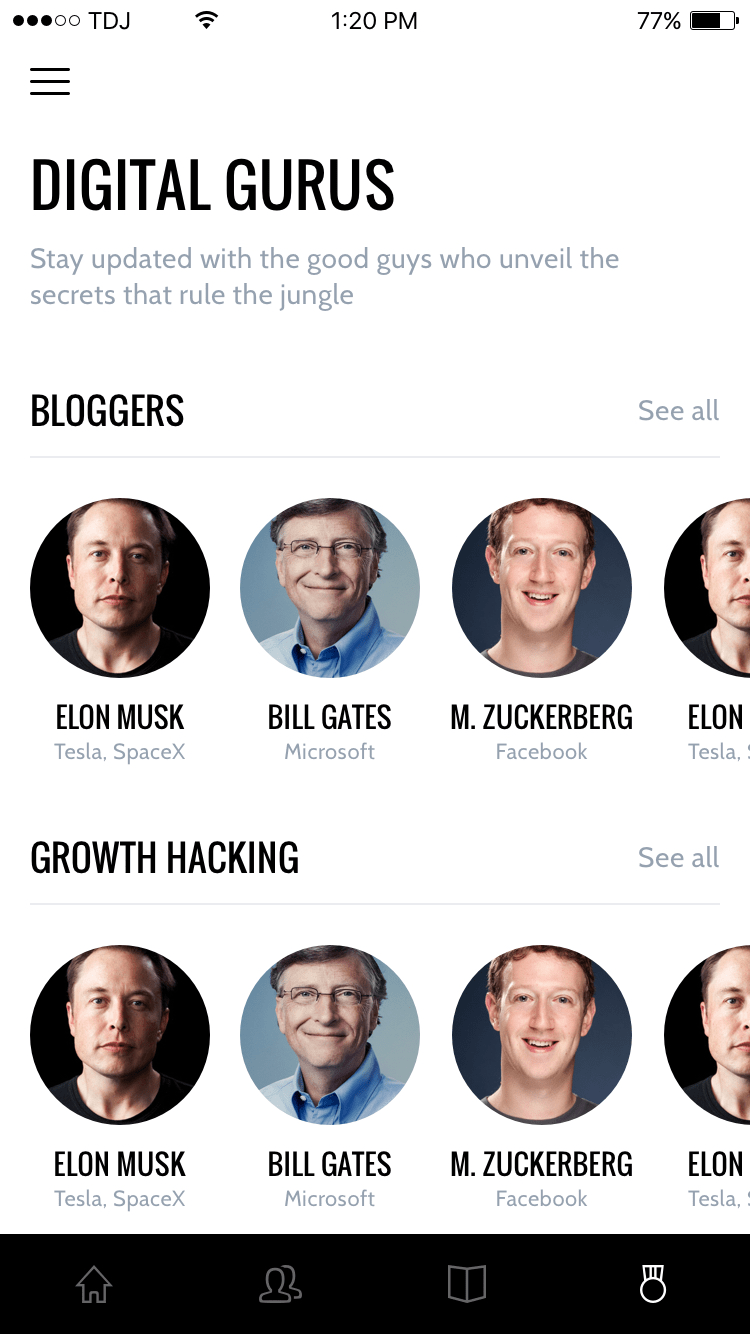 TDJ 1:20 PM 77%
DIGITAL GURUS
Stay updated with the good guys who unveil the
secrets that rule the jungle
BLOGGERS See all
ELON MUSK BILL GATES M. ZUCKERBERG ELON
Tesla, SpaceX Microsoft Facebook Tesla,
GROWTH HACKING See all
ELON MUSK BILL GATES M. ZUCKERBERG ELON
Tesla, SpaceX Microsoft Facebook Tesla,